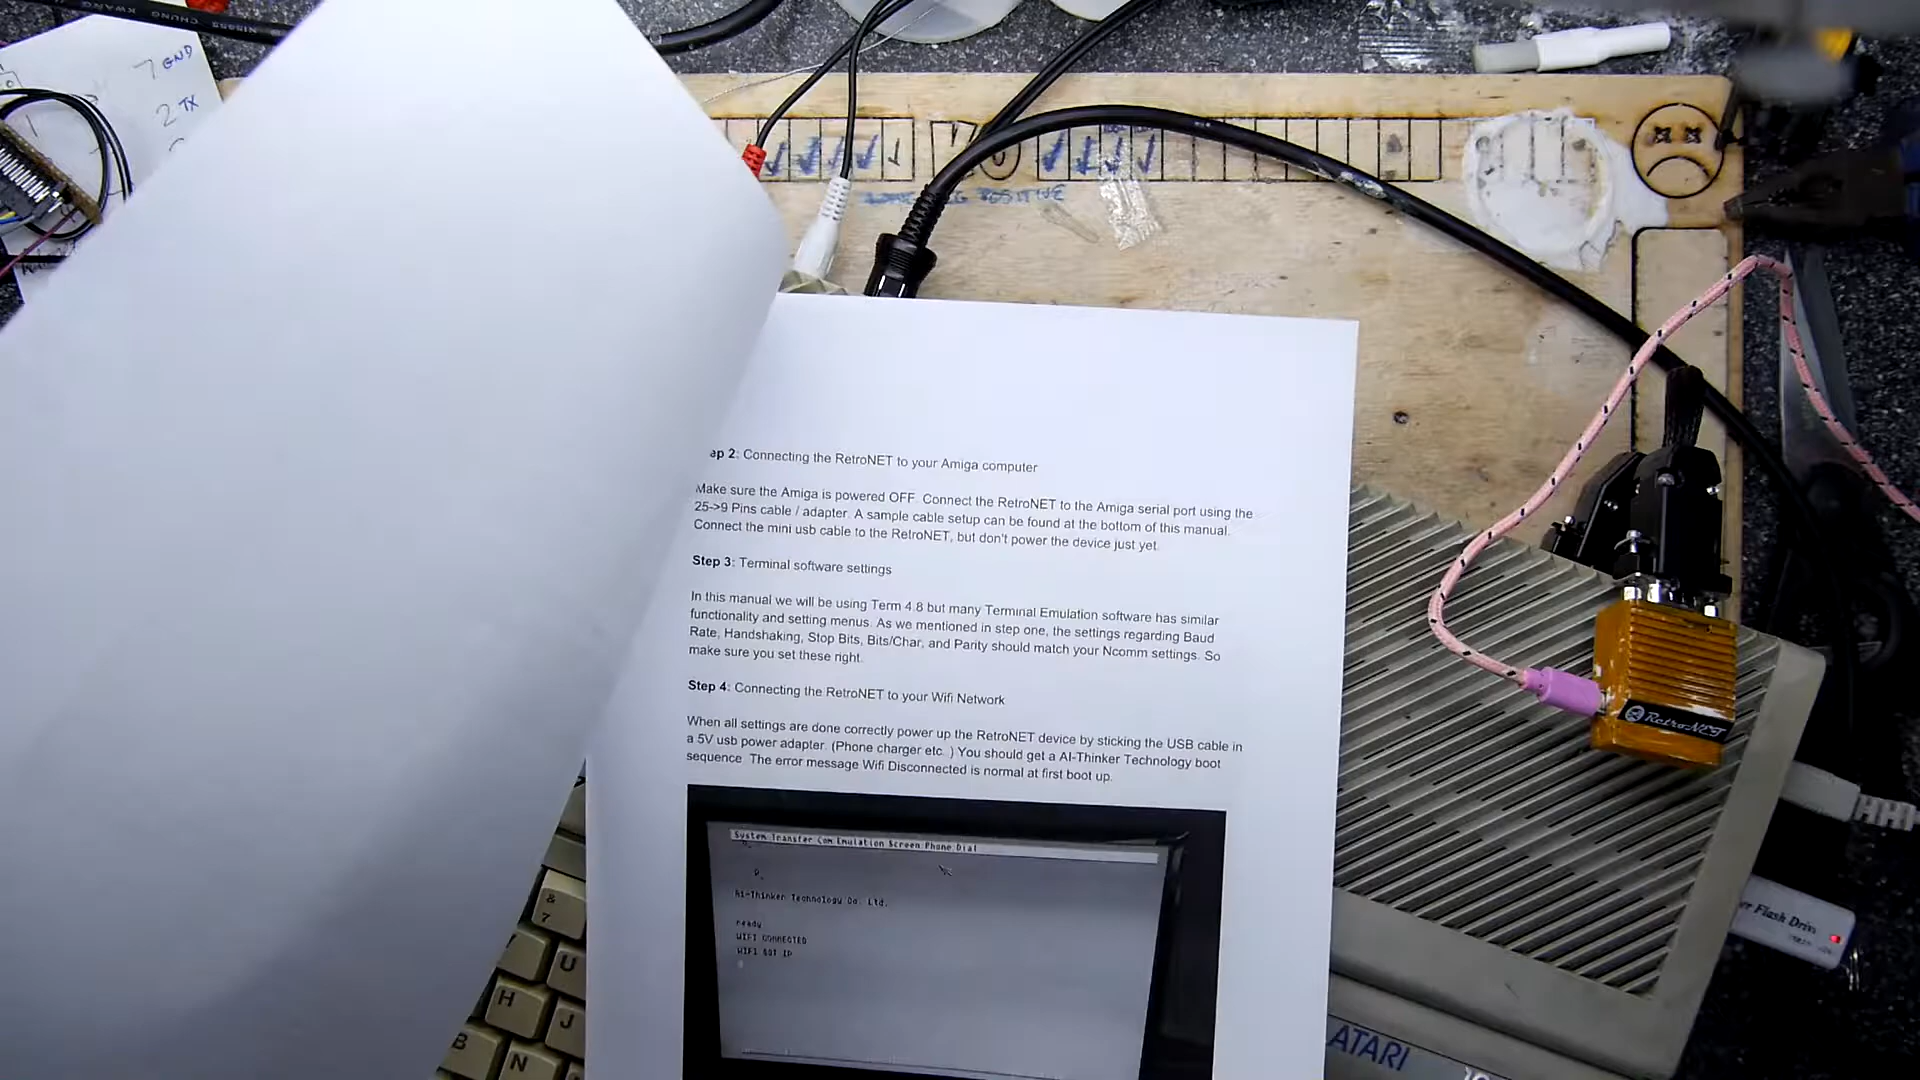 KWANG
CHUNG
7 GND
2 TX
POSITIVE
ep 2: Connecting the RetroNET to your Amiga computer
Make sure the Amiga is powered OFF. Connect the RetroNET to the Amiga serial port using the
25->9 Pins cable / adapter. A sample cable setup can be found at the bottom of this manual.
Connect the mini usb cable to the RetroNET, but don't power the device just yet.
Step 3: Terminal software settings
In this manual we will be using Term 4.8 but many Terminal Emulation software has similar
functionality and setting menus. As we mentioned in step one, the settings regarding Baud
Rate, Handshaking, Stop Bits, Bits/Char, and Parity should match your Ncomm settings. So
make sure you set these right.
Step 4: Connecting the RetroNET to your Wifi Network
When all settings are done correctly power up the RetroNET device by sticking the USB cable in
a 5V usb power adapter. (Phone charger etc. ) You should get a AI-Thinker Technology boot
sequence. The error message Wifi Disconnected is normal at first boot up.
System Transfer Com Emulation Screen Phone Dial
Ai-Thinker Technology Co. Ltd.
ready
WIFI CONNECTED
WIFI GOT IP
RetroNET
er Flash Drive
ATARI
&
7
U
H
J
B
N